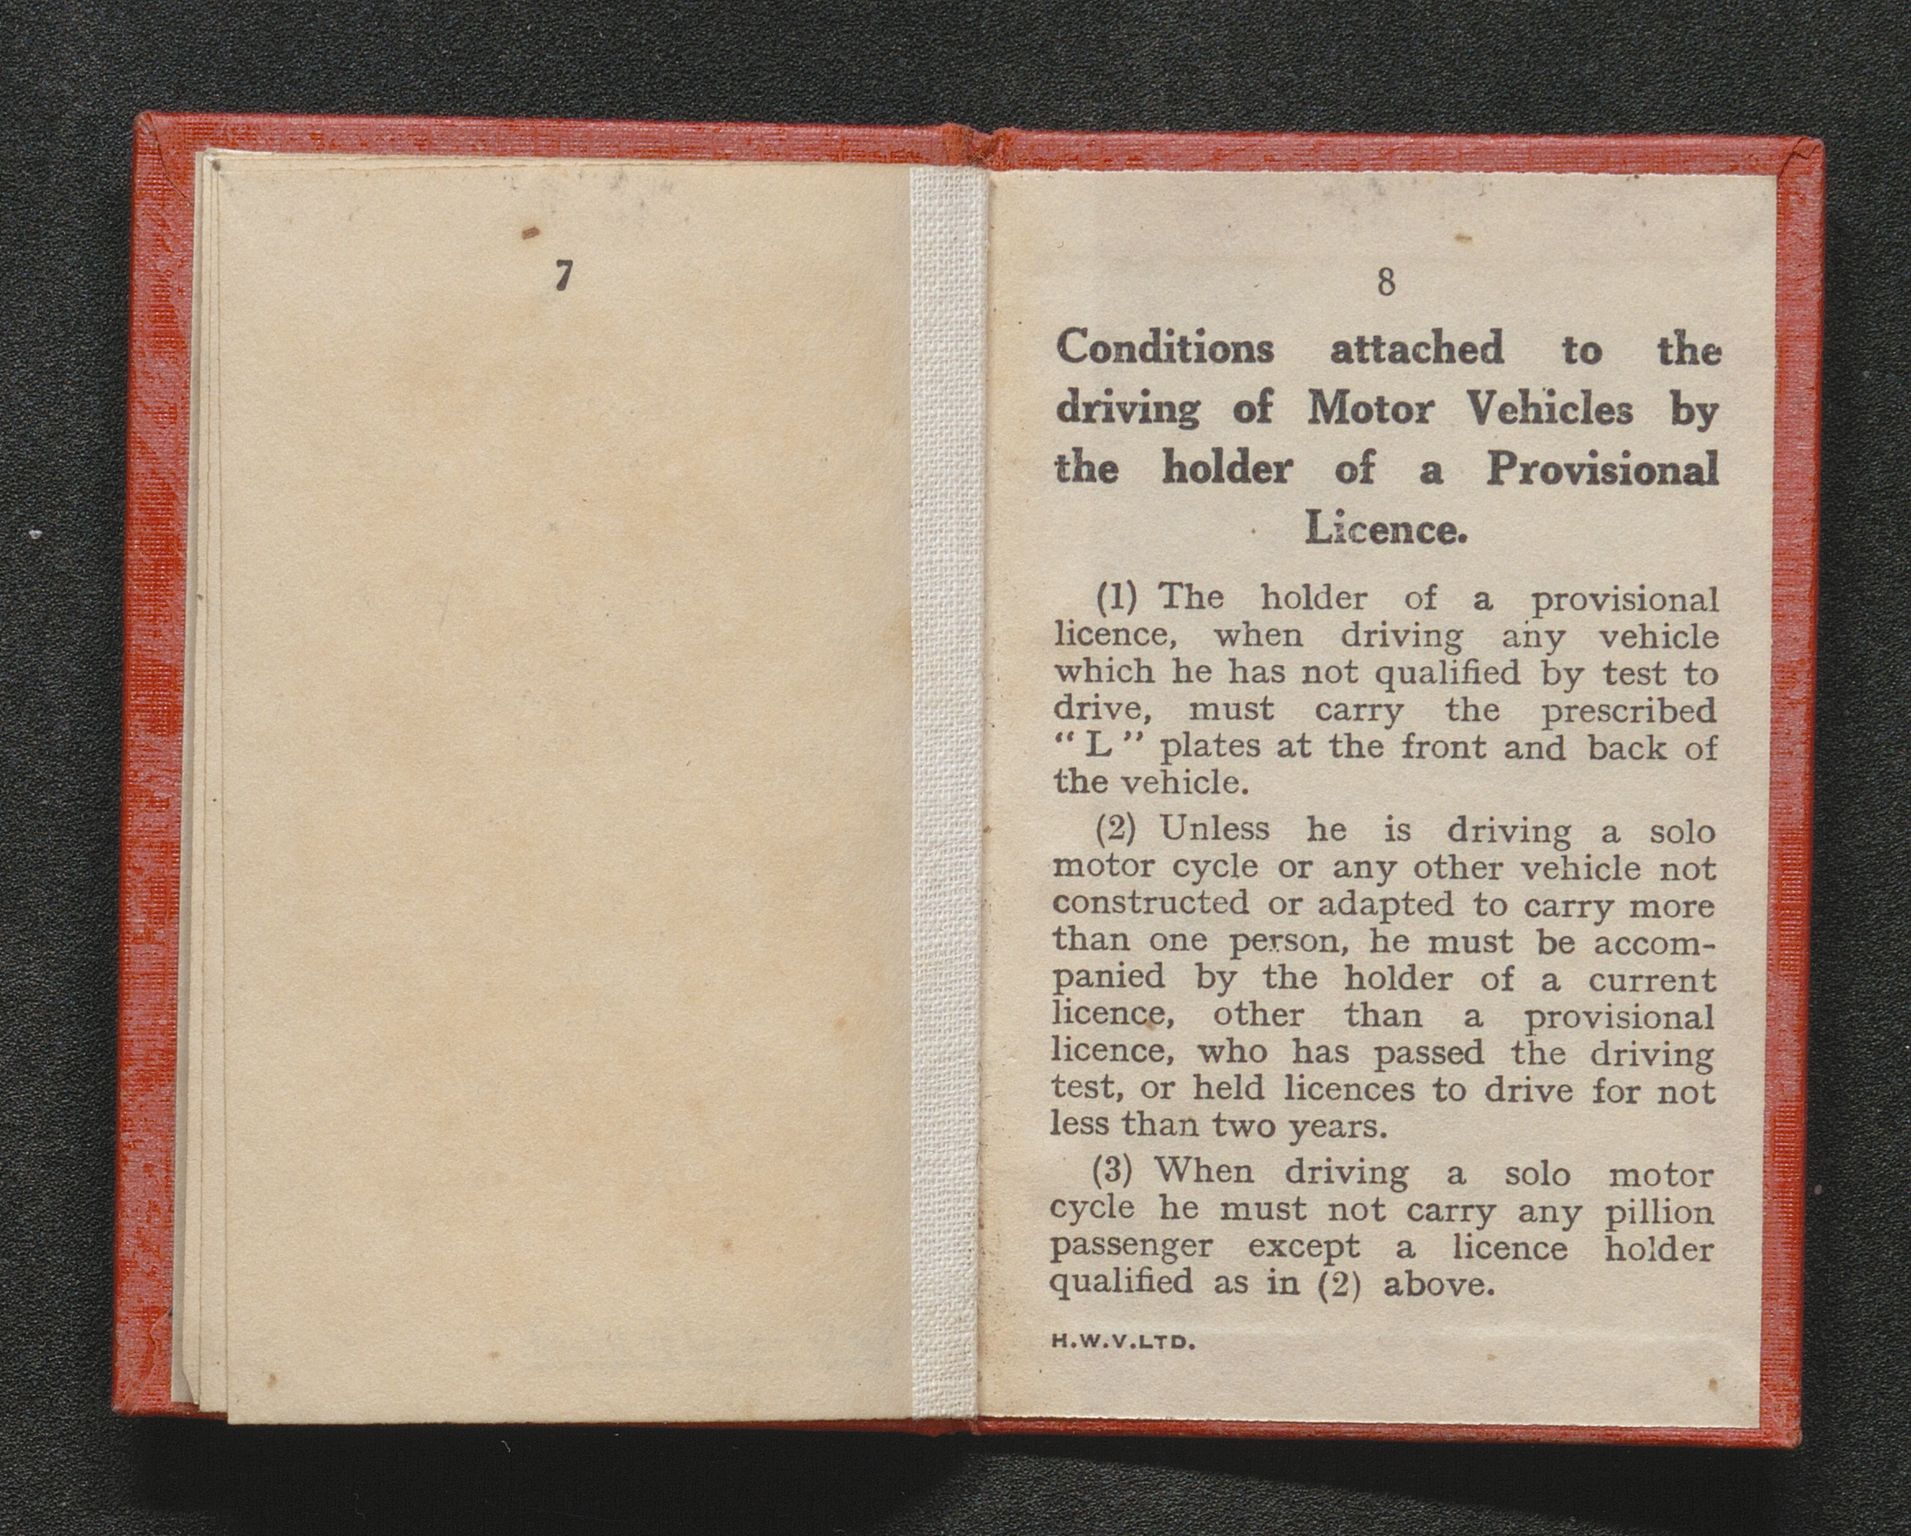 7
8
Conditions attached to the
driving of Motor Vehicles by
the holder of a Provisional
Licence.
(1) The holder of a provisional
licence, when driving any vehicle
which he has not qualified by test to
drive, must carry the prescribed
“ L ” plates at the front and back of
the vehicle.
(2) Unless he is driving a solo
motor cycle or any other vehicle not
constructed or adapted to carry more
than one person, he must be accom-
panied by the holder of a current
licence, other than a provisional
licence, who has passed the driving
test, or held licences to drive for not
less than two years.
(3) When driving a solo motor
cycle he must not carry any pillion
passenger except a licence holder
qualified as in (2) above.
H.W.V.LTD.